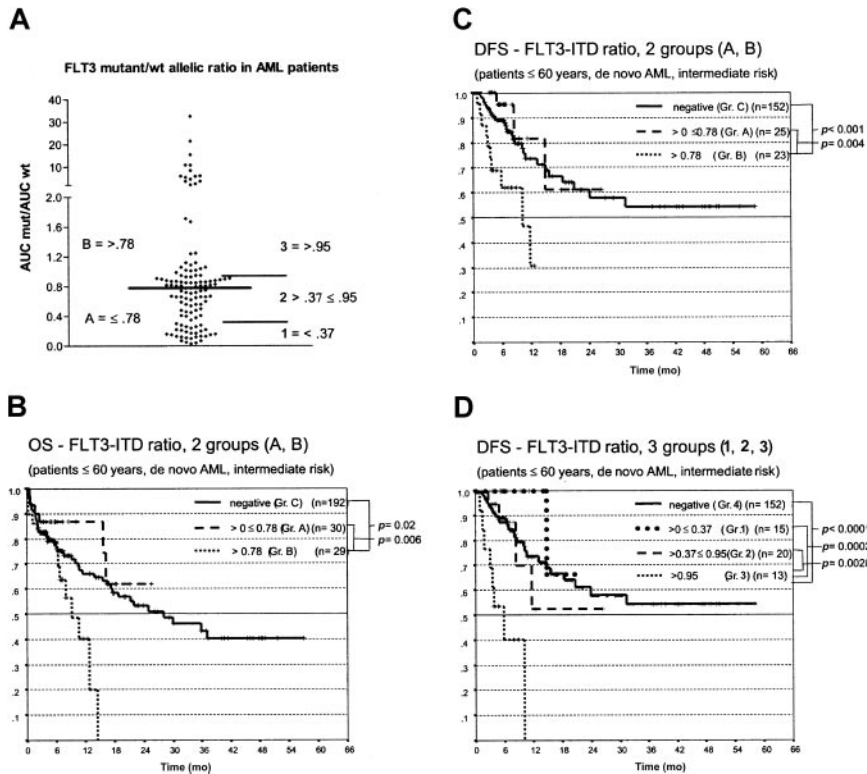 A
FLT3 mutant/wt allelic ratio in AML patients
AUC mut/AUC wt
40
30
20
10
2.0
1.6
1.2
0.8
0.4
0.0
B = >.78
A = ≤ .78
3 = >.95
2 > .37 ≤ .95
1 = < .37
B
OS - FLT3-ITD ratio, 2 groups (A, B)
(patients ≤ 60 years, de novo AML, intermediate risk)
1.0
.9
.8
.7
.6
.5
.4
.3
.2
.1
negative (Gr. C) (n=192)
> 0 ≤0.78 (Gr. A) (n= 30)
> 0.78 (Gr. B) (n= 29)
p= 0.02
p= 0.006
0 6 12 18 24 28 36 42 48 54 60 66
Time (mo)
C
DFS - FLT3-ITD ratio, 2 groups (A, B)
(patients ≤ 60 years, de novo AML, intermediate risk)
1.0
.9
.8
.7
.6
.5
.4
.3
.2
.1
negative (Gr. C) (n=152)
> 0 ≤0.78 (Gr. A) (n= 25)
> 0.78 (Gr. B) (n= 23)
p< 0.001
p= 0.004
0 6 12 18 24 30 36 42 48 54 60 66
Time (mo)
D
DFS - FLT3-ITD ratio, 3 groups (1, 2, 3)
(patients ≤ 60 years, de novo AML, intermediate risk)
1.0
.9
.8
.7
.6
.5
.4
.3
.2
.1
negative (Gr. 4) (n= 152)
>0≤ 0.37 (Gr.1) (n= 15)
>0.37≤ 0.95(Gr. 2) (n= 20)
>0.95 (Gr. 3) (n= 13)
p< 0.0001
p= 0.0002
p= 0.0028
0 6 12 18 24 30 36 42 48 54 60 66
Time (mo)